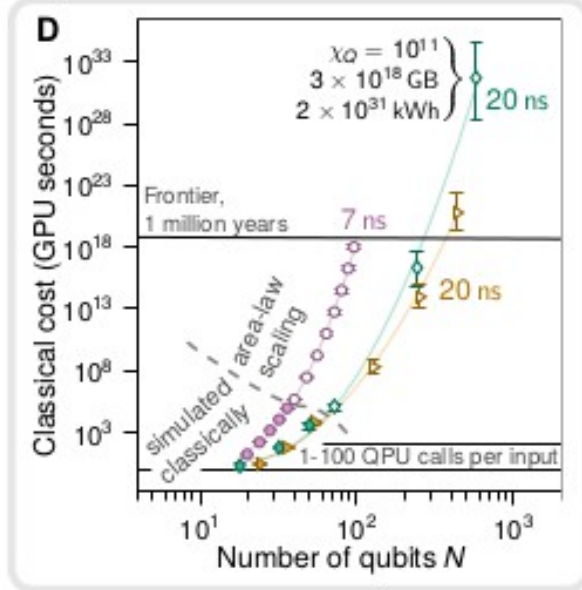 D
χQ = 10^11
3 × 10^18 GB
2 × 10^31 kWh
20 ns
10^33
10^28
10^23
10^18
10^13
10^8
10^3
Classical cost (GPU seconds)
Frontier,
1 million years
7 ns
20 ns
area-law
scaling
simulated
classically
1-100 QPU calls per input
10^1
10^2
10^3
Number of qubits N